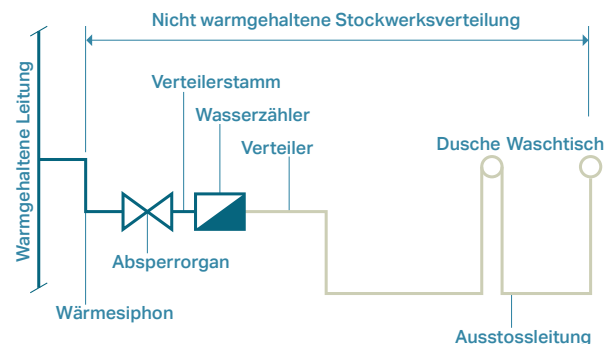 Nicht warmgehaltene Stockwerksverteilung
Warmgehaltene Leitung
Verteilerstamm
Wasserzähler
Verteiler
Dusche Waschtisch
Absperrorgan
Wärmesiphon
Ausstossleitung